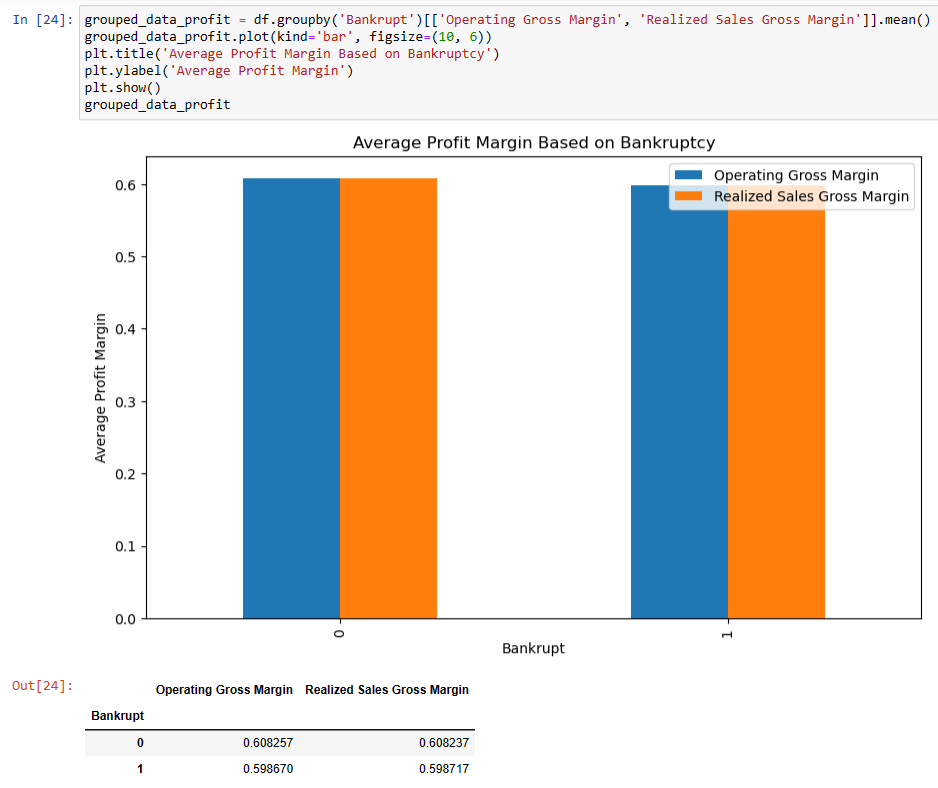 In [24]: grouped_data_profit = df.groupby('Bankrupt')[['Operating Gross Margin', 'Realized Sales Gross Margin']].mean()
grouped_data_profit.plot(kind='bar', figsize=(10, 6))
plt.title('Average Profit Margin Based on Bankruptcy')
plt.ylabel('Average Profit Margin')
plt.show()
grouped_data_profit
Average Profit Margin Based on Bankruptcy
Operating Gross Margin
Realized Sales Gross Margin
0.6
0.5
0.4
0.3
0.2
0.1
0.0
Average Profit Margin
0 1
Bankrupt
Out[24]:
Operating Gross Margin Realized Sales Gross Margin
Bankrupt
0 0.608257 0.608237
1 0.598670 0.598717